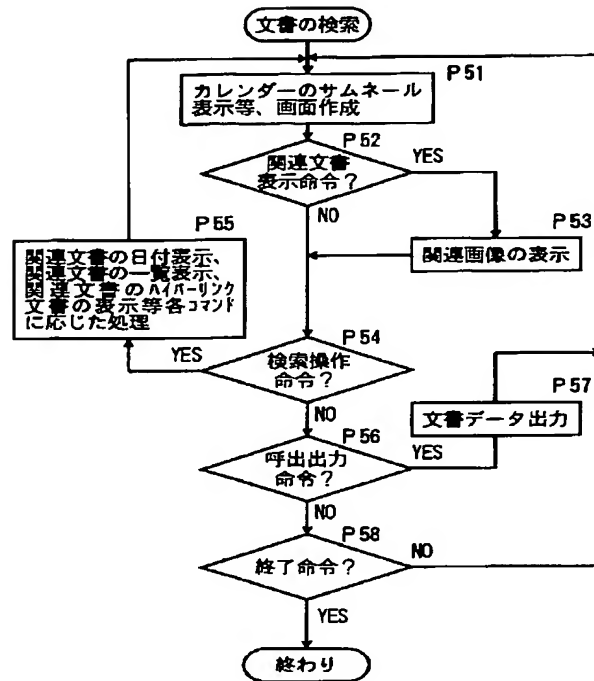 文書の検索
P51
カレンダーのサムネール
表示等、画面作成
P52
関連文書
表示命令?
YES
NO
P53
関連画像の表示
P55
関連文書の日付表示、
関連文書の一覧表示、
関連文書のハイパーリンク
文書の表示等各コマンド
に応じた処理
P54
検索操作
命令?
YES
NO
P57
文書データ出力
P56
呼出出力
命令?
YES
NO
P58
終了命令?
NO
YES
終わり